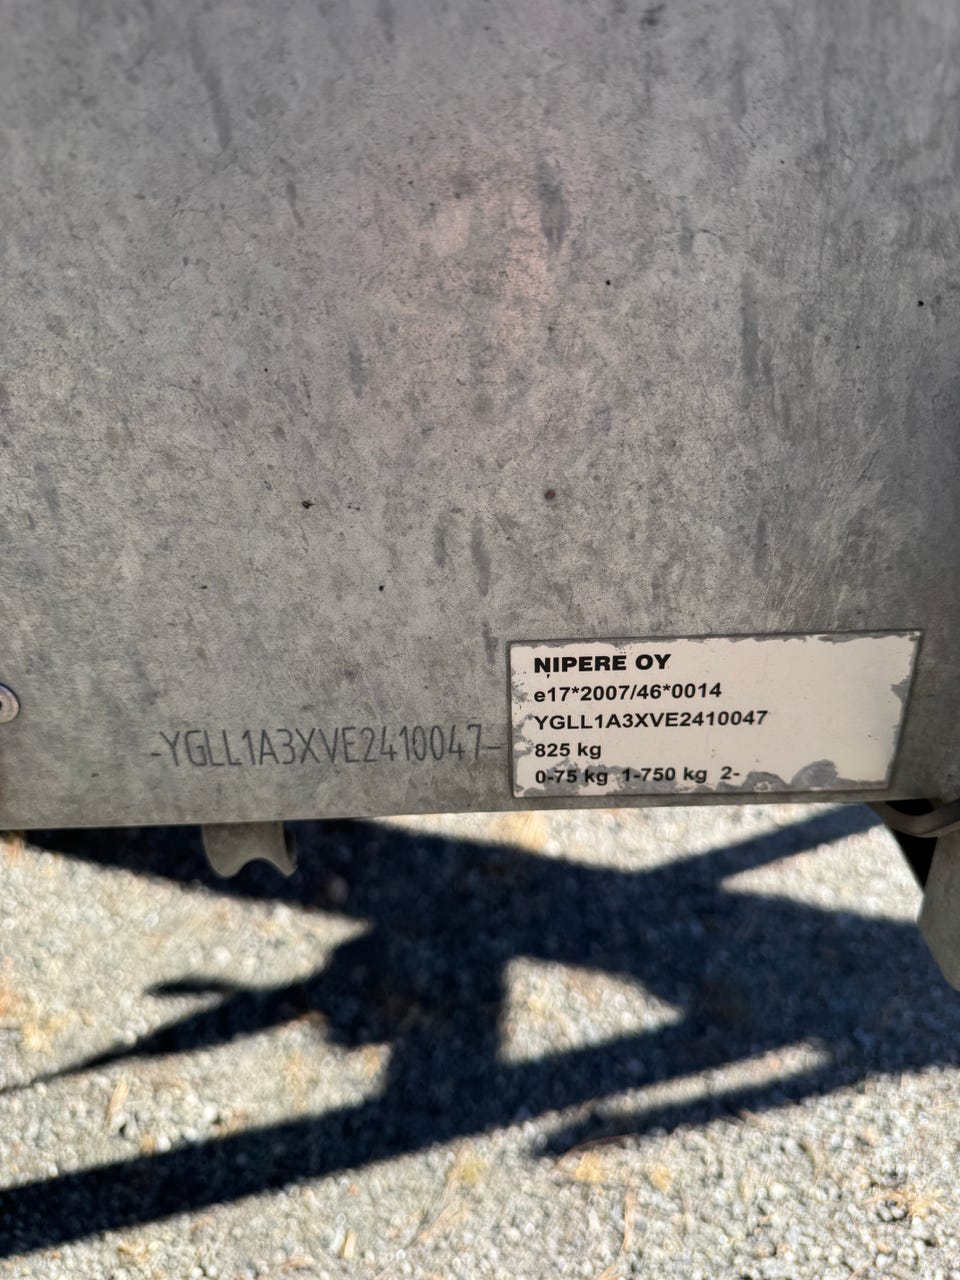 -YGLL1A3XVE2410047-
NIPERE OY
e17*2007/46*0014
YGLL1A3XVE2410047
825 kg
0-75 kg 1-750 kg 2-